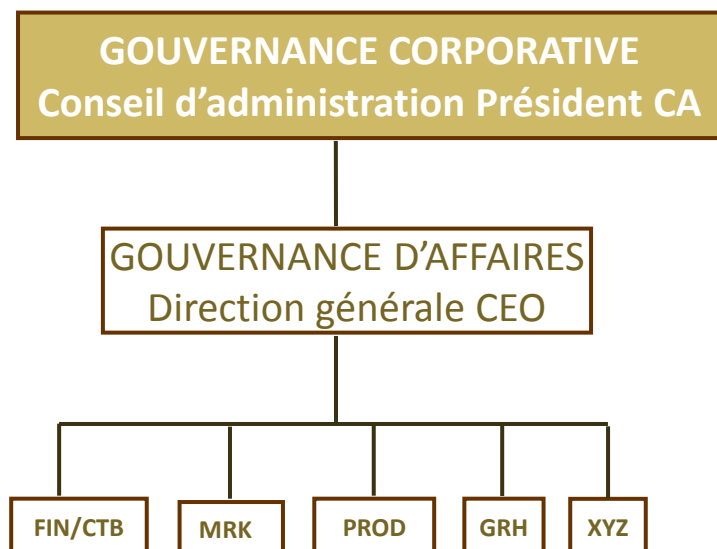 GOUVERNANCE CORPORATIVE
Conseil d’administration Président CA
GOUVERNANCE D’AFFAIRES
Direction générale CEO
FIN/CTB
MRK
PROD
GRH
XYZ